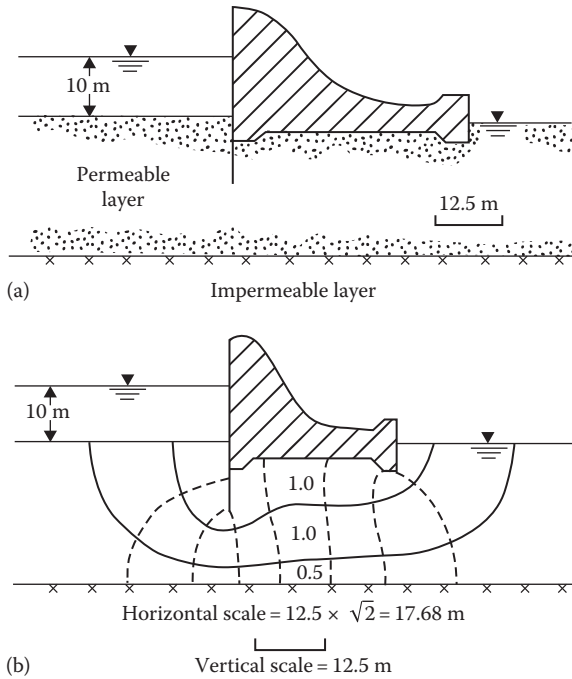 10 m
Permeable
layer
12.5 m
(a)
Impermeable layer
10 m
1.0
1.0
0.5
Horizontal scale = 12.5 × √2 = 17.68 m
(b)
Vertical scale = 12.5 m